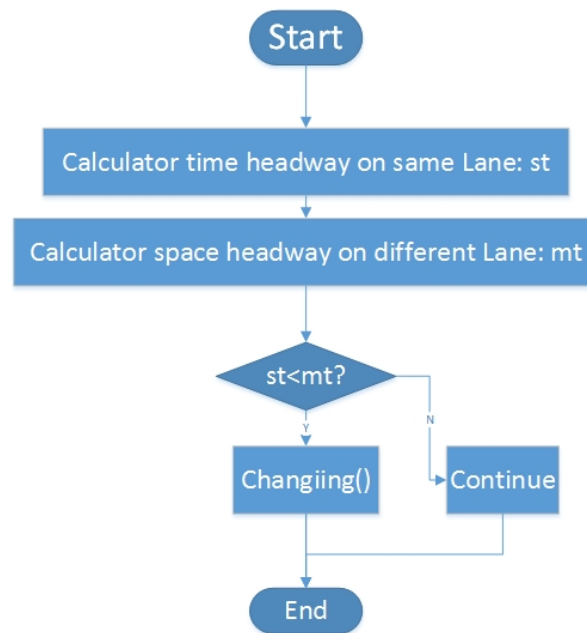 Start
Calculator time headway on same Lane: st
Calculator space headway on different Lane: mt
st<mt?
N
Y
Changiing()
Continue
End